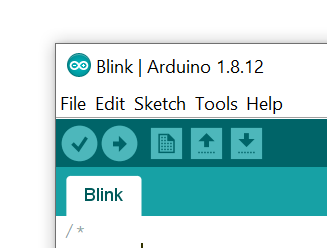 Blink | Arduino 1.8.12
File Edit Sketch Tools Help
Blink
/*